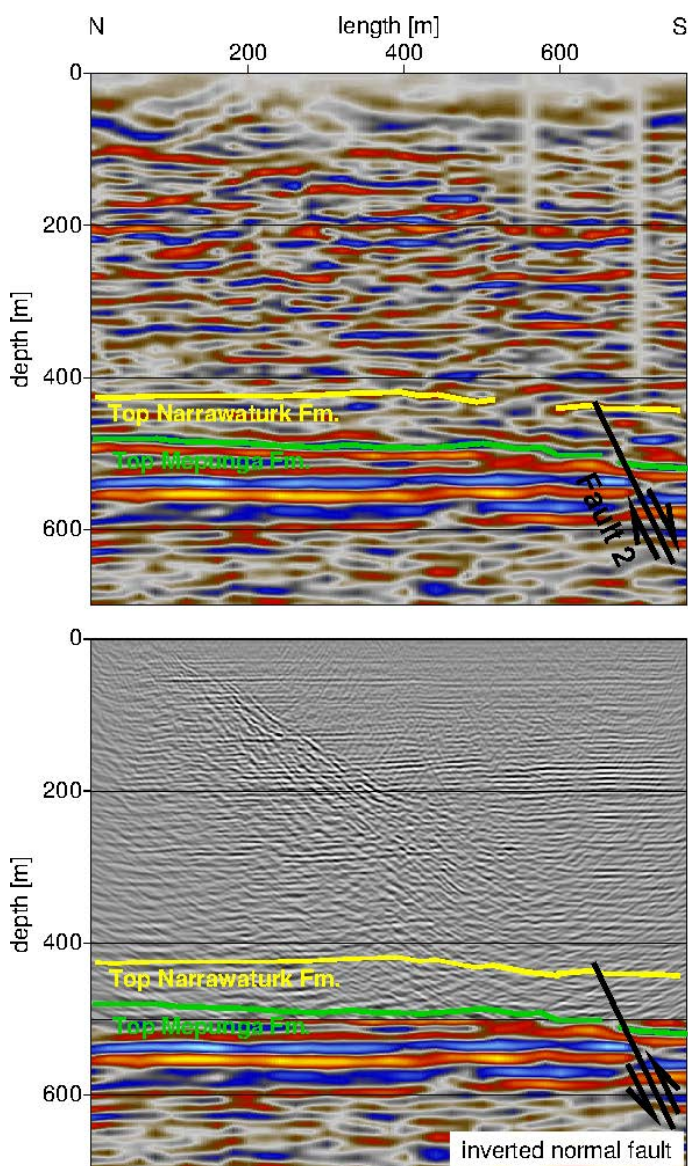 N length [m] S
200 400 600
0
200
400
600
depth [m]
Top Narrawaturk Fm.
Top Mepunga Fm.
Fault 2
0
200
400
600
depth [m]
Top Narrawaturk Fm.
Top Mepunga Fm.
inverted normal fault